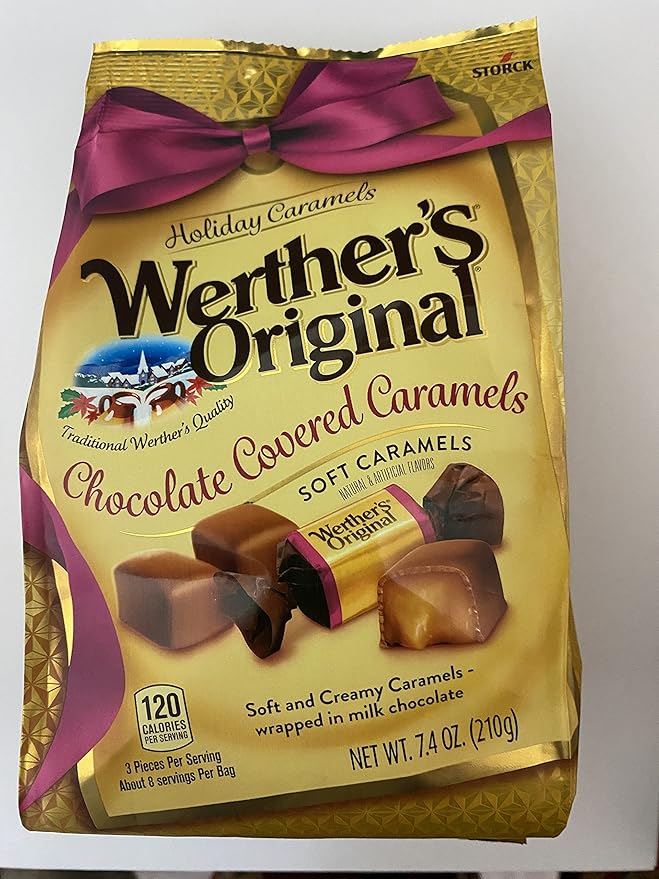 STORCK
Holiday Caramels
Werther's®
Original®
Traditional Werther's Quality
Chocolate Covered Caramels
SOFT CARAMELS
NATURAL & ARTIFICIAL FLAVORS
Werther's
Original
Soft and Creamy Caramels -
wrapped in milk chocolate
120
CALORIES
PER SERVING
3 Pieces Per Serving
About 8 servings Per Bag
NET WT. 7.4 OZ. (210g)